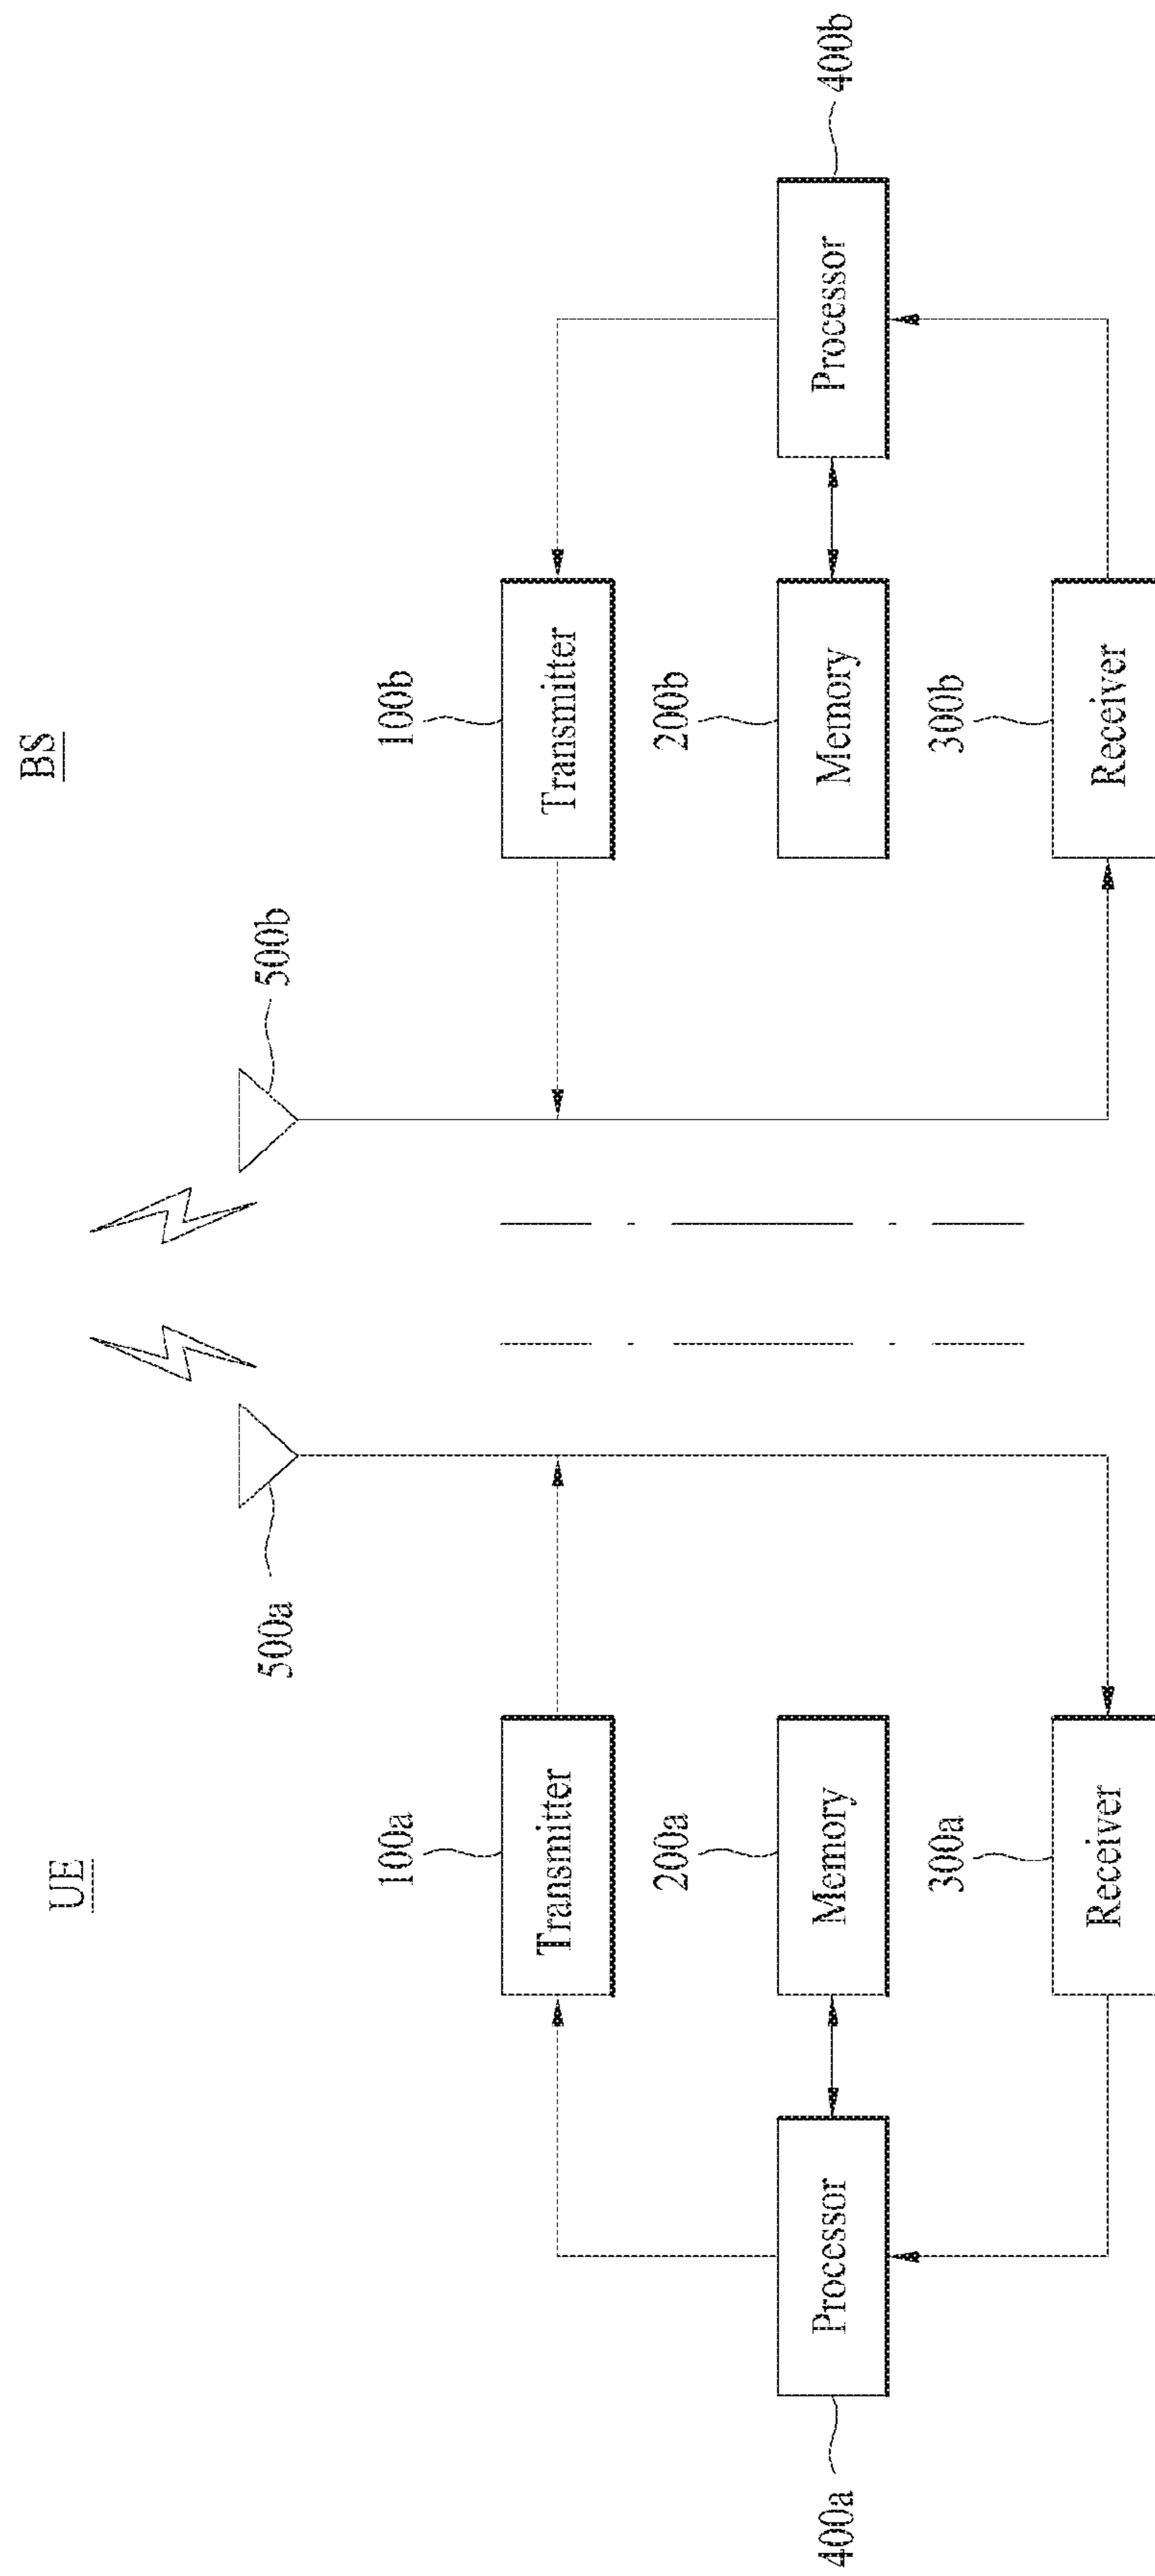 UE
BS
500a
500b
100a
Transmitter
100b
Transmitter
400a
Processor
200a
Memory
200b
Memory
Processor
400b
300a
Receiver
300b
Receiver